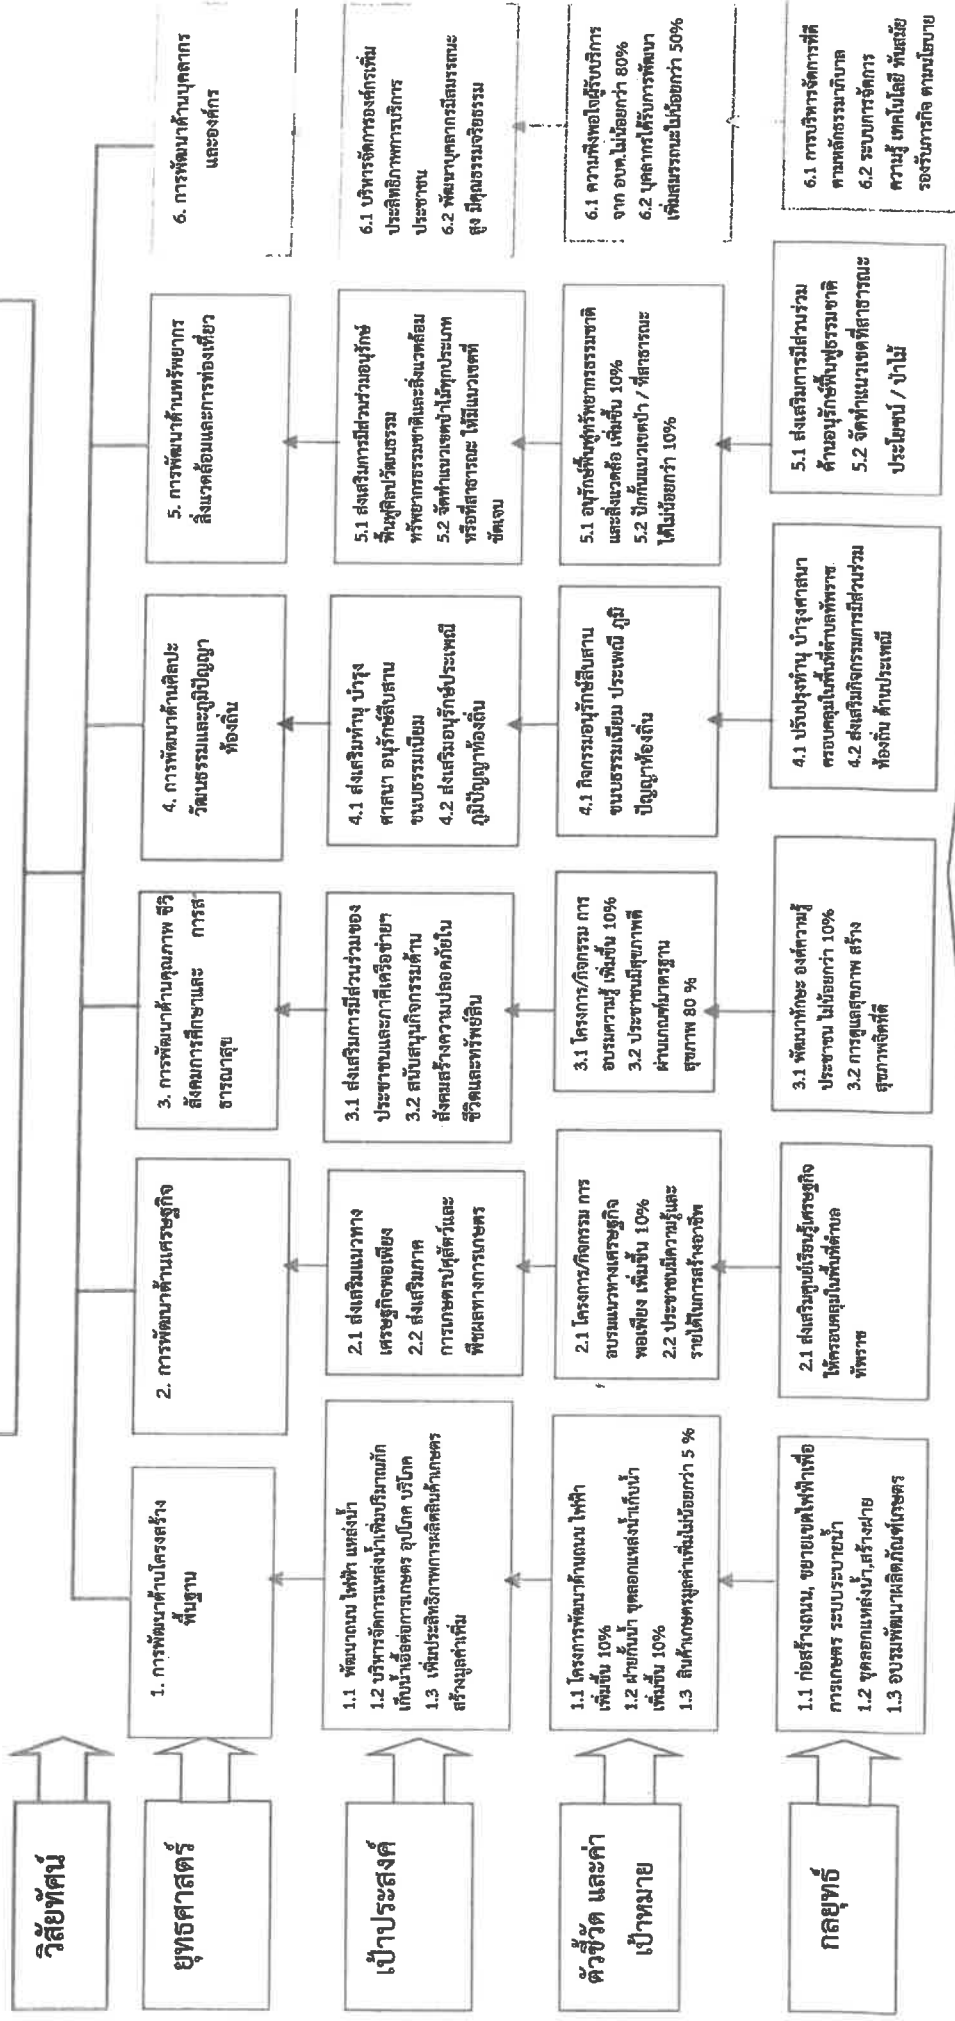 วิสัยทัศน์
ยุทธศาสตร์
1. การพัฒนาด้านโครงสร้าง
พื้นฐาน
2. การพัฒนาด้านเศรษฐกิจ
3. การพัฒนาด้านคุณภาพ ชีวิ
สังคมการศึกษาและ การสา
ธารณาสุข
4. การพัฒนาด้านศิลปะ
วัฒนธรรมและภูมิปัญญา
ท้องถิ่น
5. การพัฒนาด้านทรัพยากร
สิ่งแวดล้อมและการท่องเที่ยว
6. การพัฒนาด้านบุคลากร
และองค์กร
เป้าประสงค์
1.1 พัฒนาถนน ไฟฟ้า แหล่งน้ำ
1.2 บริหารจัดการแหล่งน้ำเพิ่มปริมาณกัก
เก็บน้ำเอื้อต่อการเกษตร อุปโภค บริโภค
1.3 เพิ่มประสิทธิภาพการผลิตสินค้าเกษตร
สร้างมูลค่าเพิ่ม
2.1 ส่งเสริมแนวทาง
เศรษฐกิจพอเพียง
2.2 ส่งเสริมภาค
การเกษตรปศุสัตว์และ
พืชผลทางการเกษตร
3.1 ส่งเสริมการมีส่วนร่วมของ
ประชาชนและภาคีเครือข่ายฯ
3.2 สนับสนุนกิจกรรมด้าน
สังคมสร้างความปลอดภัยใน
ชีวิตและทรัพย์สิน
4.1 ส่งเสริมทำนุ บำรุง
ศาสนา อนุรักษ์สืบสาน
ขนบธรรมเนียม
4.2 ส่งเสริมอนุรักษ์ประเพณี
ภูมิปัญญาท้องถิ่น
5.1 ส่งเสริมการมีส่วนร่วมอนุรักษ์
ฟื้นฟูศิลปวัฒนธรรม
ทรัพยากรธรรมชาติและสิ่งแวดล้อม
5.2 จัดทำแนวเขตป่าไม้ทุกประเภท
หรือที่สาธารณะ ให้มีแนวเขตที่
ชัดเจน
6.1 บริหารจัดการองค์กรเพิ่ม
ประสิทธิภาพการบริการ
ประชาชน
6.2 พัฒนาบุคลากรมีสมรรถนะ
สูง มีคุณธรรมจริยธรรม
ตัวชี้วัด และค่า
เป้าหมาย
1.1 โครงการพัฒนาด้านถนน ไฟฟ้า
เพิ่มขึ้น 10%
1.2 ฝายกั้นน้ำ ขุดลอกแหล่งน้ำเก็บน้ำ
เพิ่มขึ้น 10%
1.3 สินค้าเกษตรมูลค่าเพิ่มไม่น้อยกว่า 5 %
2.1 โครงการ/กิจกรรม การ
อบรมแนวทางเศรษฐกิจ
พอเพียง เพิ่มขึ้น 10%
2.2 ประชาชนมีความรู้และ
รายได้ในการสร้างอาชีพ
3.1 โครงการ/กิจกรรม การ
อบรมความรู้ เพิ่มขึ้น 10%
3.2 ประชาชนมีสุขภาพดี
ผ่านเกณฑ์มาตรฐาน
สุขภาพ 80 %
4.1 กิจกรรมอนุรักษ์สืบสาน
ขนบธรรมเนียม ประเพณี ภูมิ
ปัญญาท้องถิ่น
5.1 อนุรักษ์ฟื้นฟูทรัพยากรธรรมชาติ
และสิ่งแวดล้อ เพิ่มขึ้น 10%
5.2 ปักกันแนวเขตป่า / ที่สาธารณะ
ได้ไม่น้อยกว่า 10%
6.1 ความพึงพอใจผู้รับบริการ
จาก อบต.ไม่น้อยกว่า 80%
6.2 บุคลากรได้รับการพัฒนา
เพิ่มสมรรถนะไม่น้อยกว่า 50%
กลยุทธ์
1.1 ก่อสร้างถนน, ขยายเขตไฟฟ้าเพื่อ
การเกษตร ระบบระบายน้ำ
1.2 ขุดลอกแหล่งน้ำ,สร้างฝาย
1.3 อบรมพัฒนาผลิตภัณฑ์เกษตร
2.1 ส่งเสริมศูนย์เรียนรู้เศรษฐกิจ
ให้ครอบคลุมในพื้นที่ตำบล
ทัพราช
3.1 พัฒนาทักษะ องค์ความรู้
ประชาชน ไม่น้อยกว่า 10%
3.2 การดูแลสุขภาพ สร้าง
สุขภาพจิตที่ดี
4.1 ปรับปรุงทำนุ บำรุงศาสนา
ครอบคลุมในพื้นที่ตำบลทัพราช
4.2 ส่งเสริมกิจกรรมการมีส่วนร่วม
ท้องถิ่น ด้านประเพณี
5.1 ส่งเสริมการมีส่วนร่วม
ด้านอนุรักษ์ฟื้นฟูธรรมชาติ
5.2 จัดทำแนวเขตที่สาธารณะ
ประโยชน์ / ป่าไม้
6.1 การบริหารจัดการที่ดี
ตามหลักธรรมาภิบาล
6.2 ระบบการจัดการ
ความรู้ เทคโนโลยี ทันสมัย
รองรับภารกิจ ตามนโยบาย